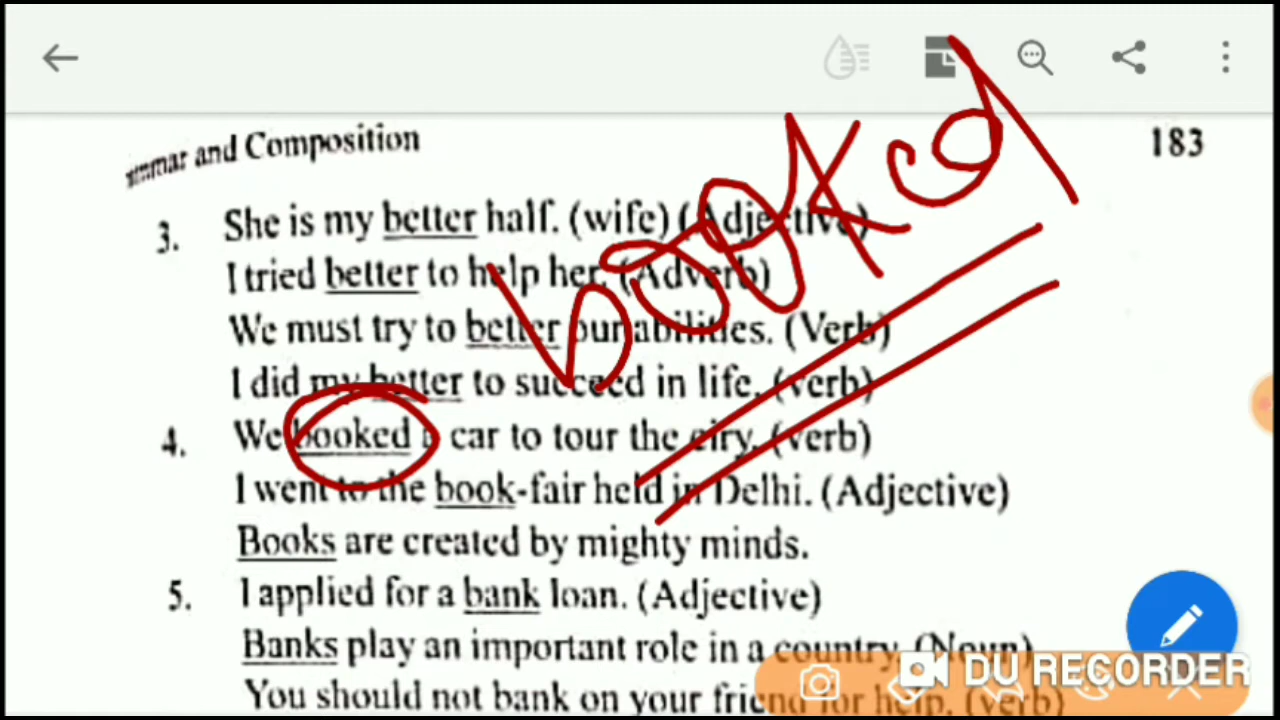 mmar and Composition 183
3. She is my better half. (wife) (Adjective)
I tried better to help her. (Adverb)
We must try to better our abilities. (Verb)
I did my better to succeed in life. (verb)
4. We booked a car to tour the city. (verb)
I went to the book-fair held in Delhi. (Adjective)
Books are created by mighty minds.
5. I applied for a bank loan. (Adjective)
Banks play an important role in a country. (Noun)
You should not bank on your friend for help. (verb)
booked
DU RECORDER